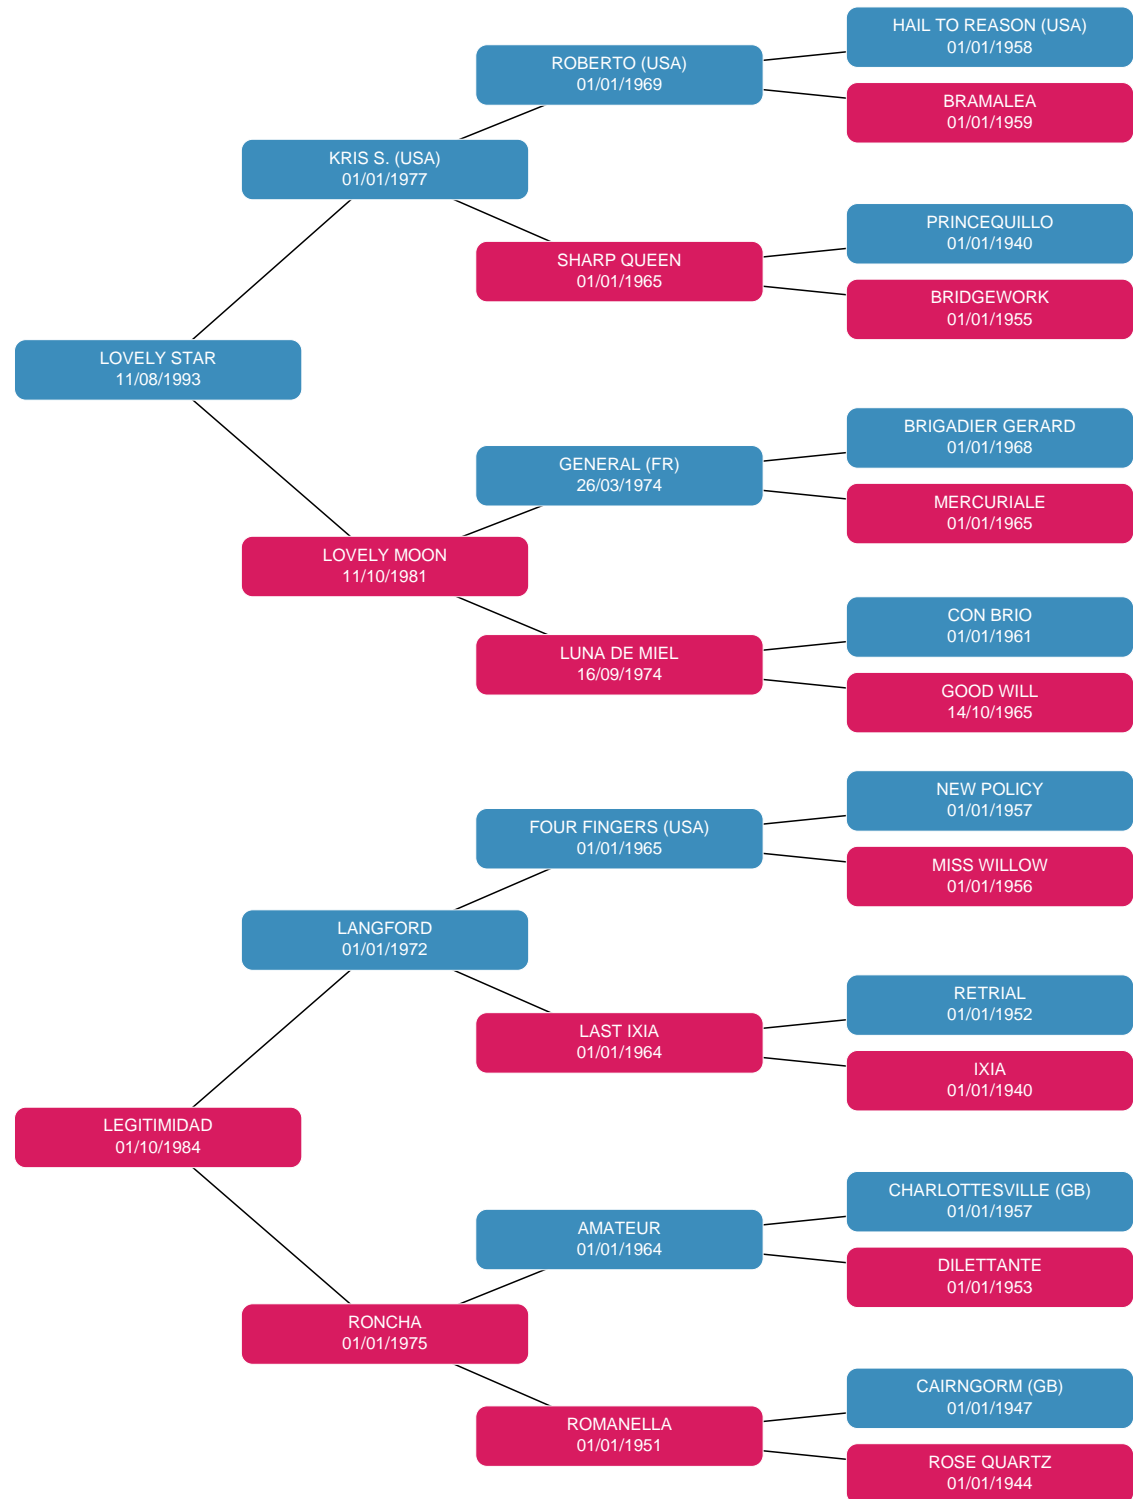 HAIL TO REASON (USA)
01/01/1958
ROBERTO (USA)
01/01/1969
BRAMALEA
01/01/1959
KRIS S. (USA)
01/01/1977
PRINCEQUILLO
01/01/1940
SHARP QUEEN
01/01/1965
BRIDGEWORK
01/01/1955
LOVELY STAR
11/08/1993
BRIGADIER GERARD
01/01/1968
GENERAL (FR)
26/03/1974
MERCURIALE
01/01/1965
LOVELY MOON
11/10/1981
CON BRIO
01/01/1961
LUNA DE MIEL
16/09/1974
GOOD WILL
14/10/1965
NEW POLICY
01/01/1957
FOUR FINGERS (USA)
01/01/1965
MISS WILLOW
01/01/1956
LANGFORD
01/01/1972
RETRIAL
01/01/1952
LAST IXIA
01/01/1964
IXIA
01/01/1940
LEGITIMIDAD
01/10/1984
CHARLOTTESVILLE (GB)
01/01/1957
AMATEUR
01/01/1964
DILETTANTE
01/01/1953
RONCHA
01/01/1975
CAIRNGORM (GB)
01/01/1947
ROMANELLA
01/01/1951
ROSE QUARTZ
01/01/1944